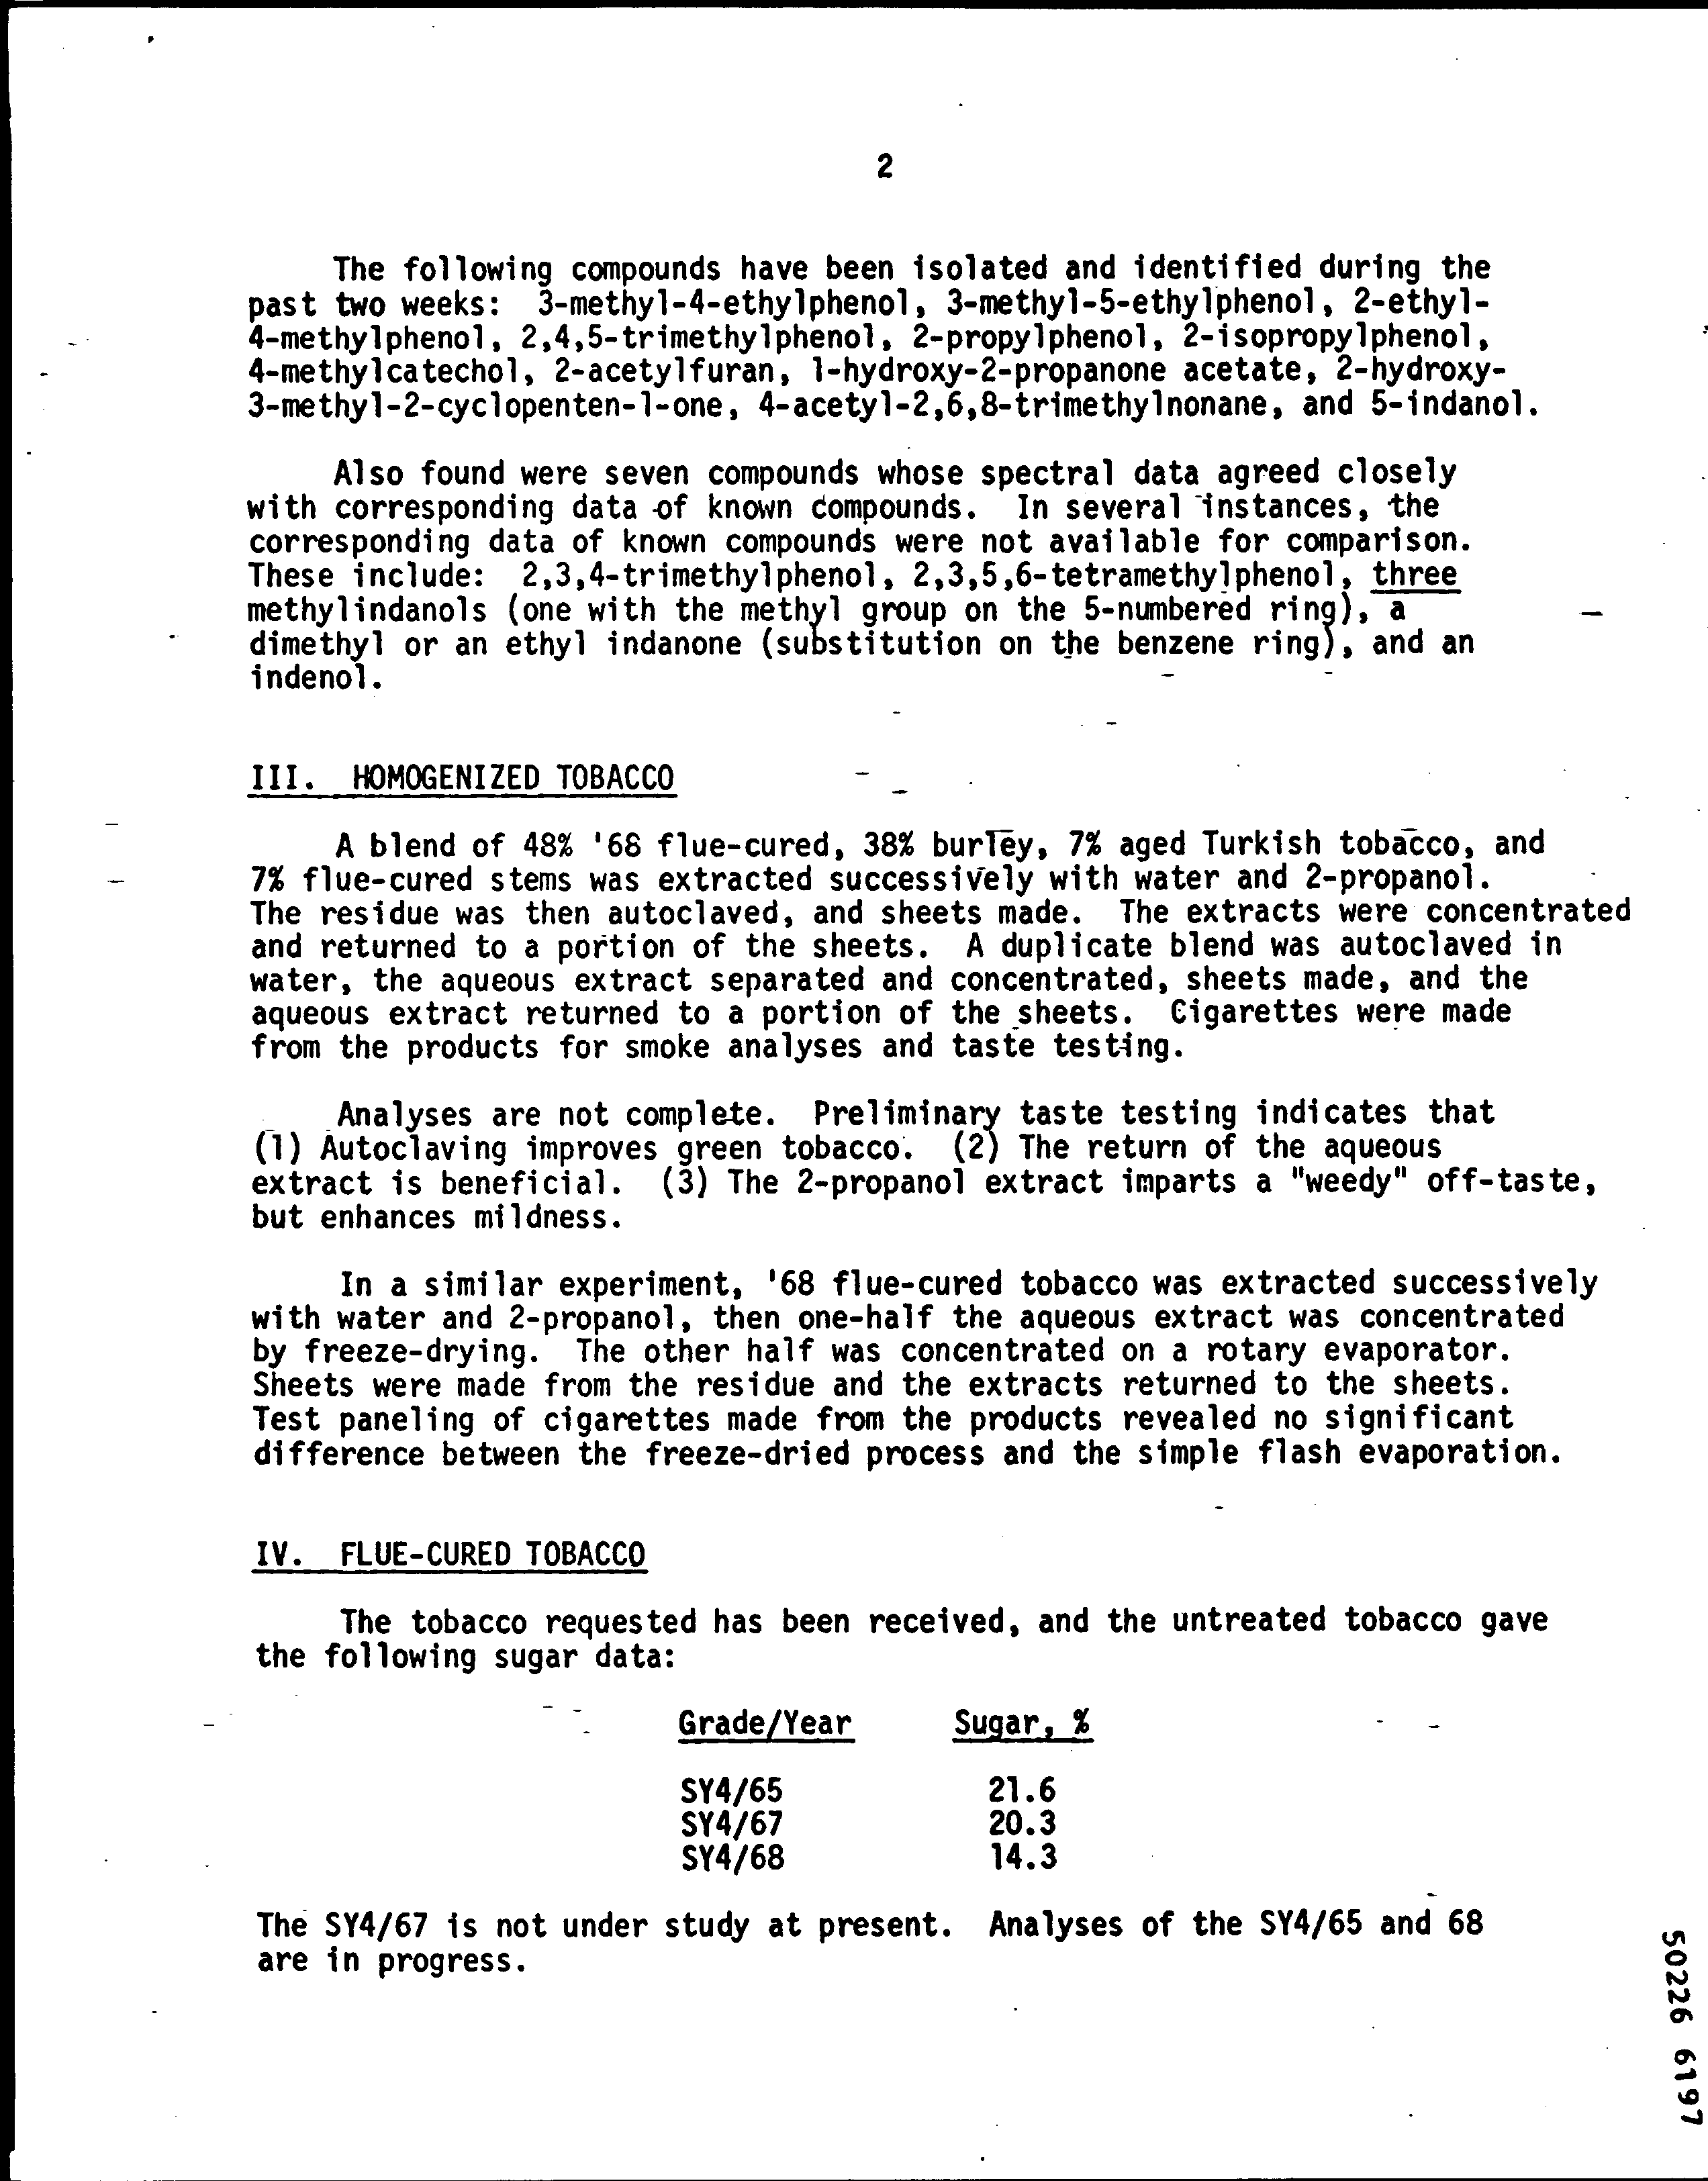 2
The following compounds have been isolated and identified during the
past two weeks: 3-methyl-4-ethylphenol, 3-methyl-5-ethylphenol, 2-ethyl-
4-methylphenol, 2,4,5-trimethylphenol, 2-propylphenol, 2-isopropylphenol,
4-methylcatechol, 2-acetylfuran, 1-hydroxy-2-propanone acetate, 2-hydroxy-
3-methyl-2-cyclopenten-1-one, 4-acetyl-2,6,8-trimethylnonane, and 5-indanol.
Also found were seven compounds whose spectral data agreed closely
with corresponding data of known compounds. In several instances, the
corresponding data of known compounds were not available for comparison.
These include: 2,3,4-trimethylphenol, 2,3,5,6-tetramethylphenol, three
methylindanols (one with the methyl group on the 5-numbered ring), a
dimethyl or an ethyl indanone (substitution on the benzene ring), and an
indenol.
III. HOMOGENIZED TOBACCO
A blend of 48% '68 flue-cured, 38% burley, 7% aged Turkish tobacco, and
7% flue-cured stems was extracted successively with water and 2-propanol.
The residue was then autoclaved, and sheets made. The extracts were concentrated
and returned to a portion of the sheets. A duplicate blend was autoclaved in
water, the aqueous extract separated and concentrated, sheets made, and the
aqueous extract returned to a portion of the sheets. Cigarettes were made
from the products for smoke analyses and taste testing.
Analyses are not complete. Preliminary taste testing indicates that
(1) Autoclaving improves green tobacco. (2) The return of the aqueous
extract is beneficial. (3) The 2-propanol extract imparts a "weedy" off-taste,
but enhances mildness.
In a similar experiment, '68 flue-cured tobacco was extracted successively
with water and 2-propanol, then one-half the aqueous extract was concentrated
by freeze-drying. The other half was concentrated on a rotary evaporator.
Sheets were made from the residue and the extracts returned to the sheets.
Test paneling of cigarettes made from the products revealed no significant
difference between the freeze-dried process and the simple flash evaporation.
IV. FLUE-CURED TOBACCO
The tobacco requested has been received, and the untreated tobacco gave
the following sugar data:
Grade/Year Sugar, %
SY4/65 21.6
SY4/67 20.3
SY4/68 14.3
The SY4/67 is not under study at present. Analyses of the SY4/65 and 68
are in progress.
50226 6197